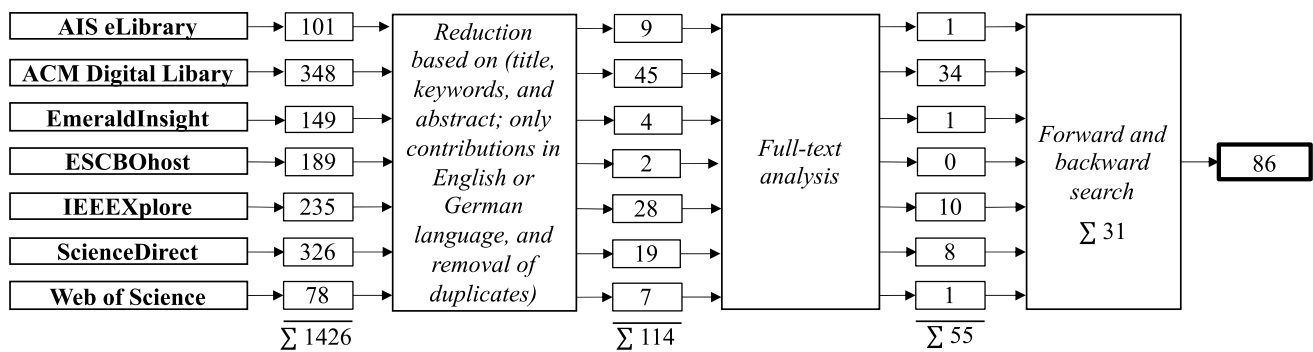 AIS eLibrary
101
ACM Digital Libary
348
EmeraldInsight
149
ESCBOhost
189
IEEEXplore
235
ScienceDirect
326
Web of Science
78
∑ 1426
Reduction
based on (title,
keywords, and
abstract; only
contributions in
English or
German
language, and
removal of
duplicates)
9
45
4
2
28
19
7
∑ 114
Full-text
analysis
1
34
1
0
10
8
1
∑ 55
Forward and
backward
search
∑ 31
86